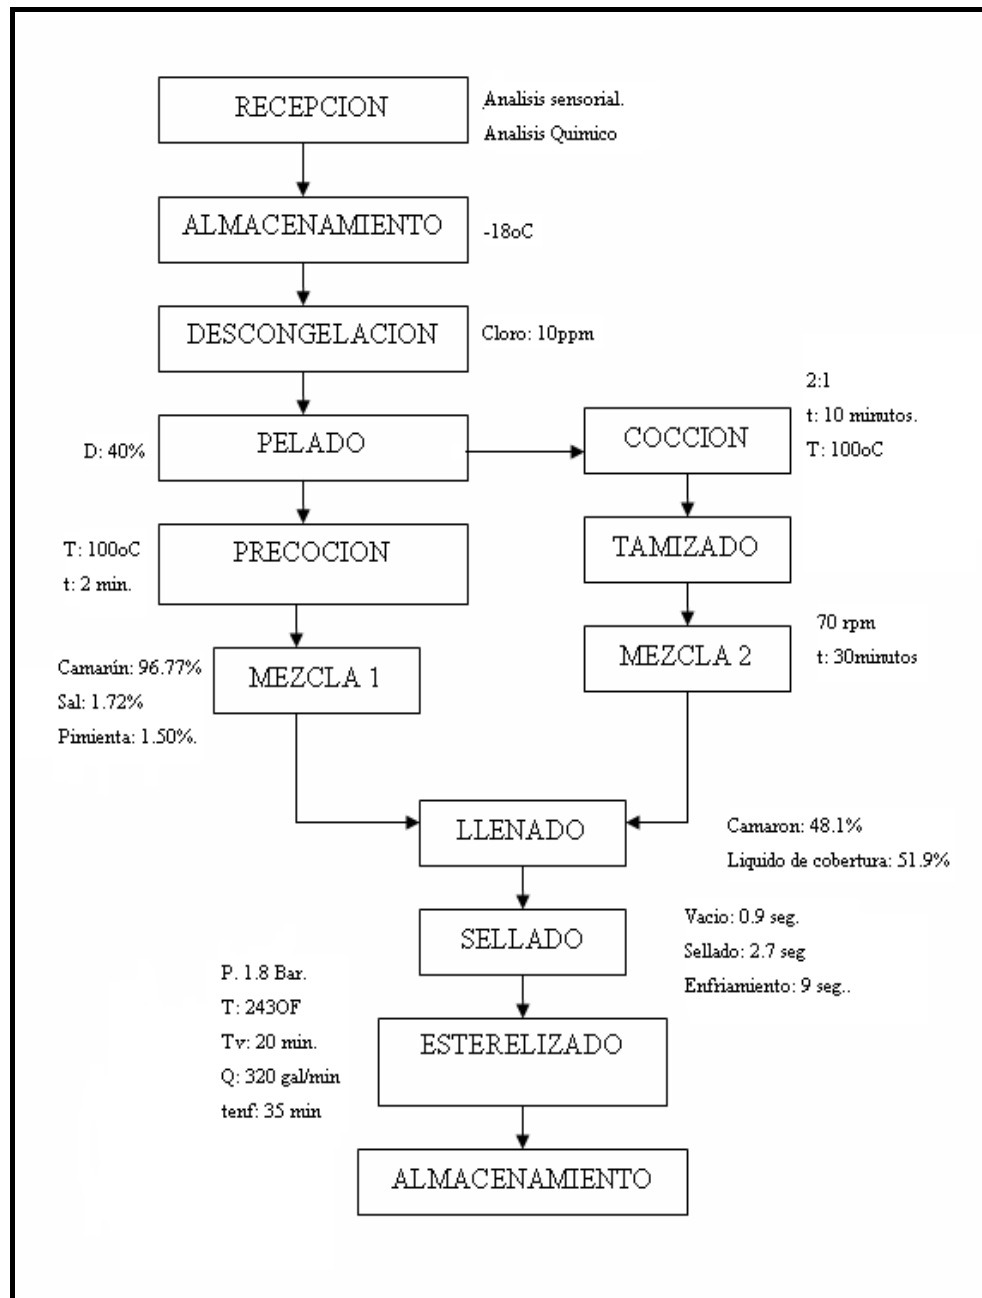 RECEPCION
Analisis sensorial.
Analisis Quimico
ALMACENAMIENTO
-18oC
DESCONGELACION
Cloro: 10ppm
2:1
t: 10 minutos.
T: 100oC
COCCION
PELADO
D: 40%
PRECOCION
T: 100oC
t: 2 min.
TAMIZADO
MEZCLA 2
70 rpm
t: 30minutos
MEZCLA 1
Camarín: 96.77%
Sal: 1.72%
Pimienta: 1.50%.
LLENADO
Camaron: 48.1%
Liquido de cobertura: 51.9%
SELLADO
Vacio: 0.9 seg.
Sellado: 2.7 seg
Enfriamiento: 9 seg..
P. 1.8 Bar.
T: 243OF
Tv: 20 min.
Q: 320 gal/min
tenf: 35 min
ESTERELIZADO
ALMACENAMIENTO